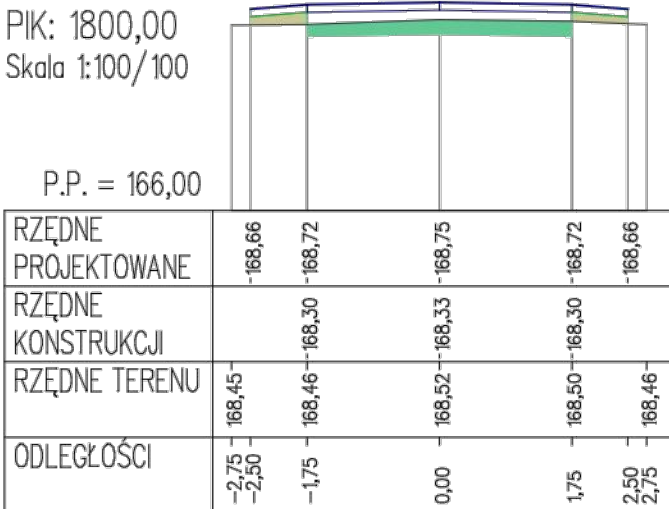 PIK: 1800,00
Skala 1:100/100
P.P. = 166,00
RZĘDNE
PROJEKTOWANE
-168,66 -168,72 -168,75 -168,72 -168,66
RZĘDNE
KONSTRUKCJI
-168,30 -168,33 -168,30
RZĘDNE TERENU
168,45 -168,46 -168,52 -168,50 168,46
ODLEGŁOŚCI
-2,75 -2,50 -1,75 0,00 1,75 2,50 2,75